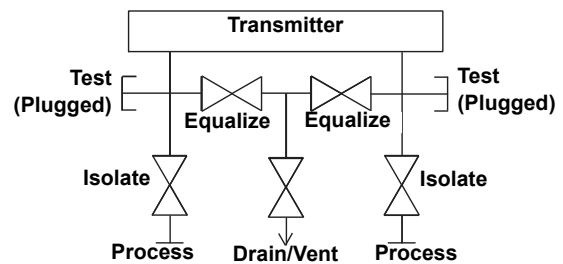 Transmitter
Test
(Plugged)
Test
(Plugged)
Equalize
Equalize
Isolate
Isolate
Process
Drain/Vent
Process